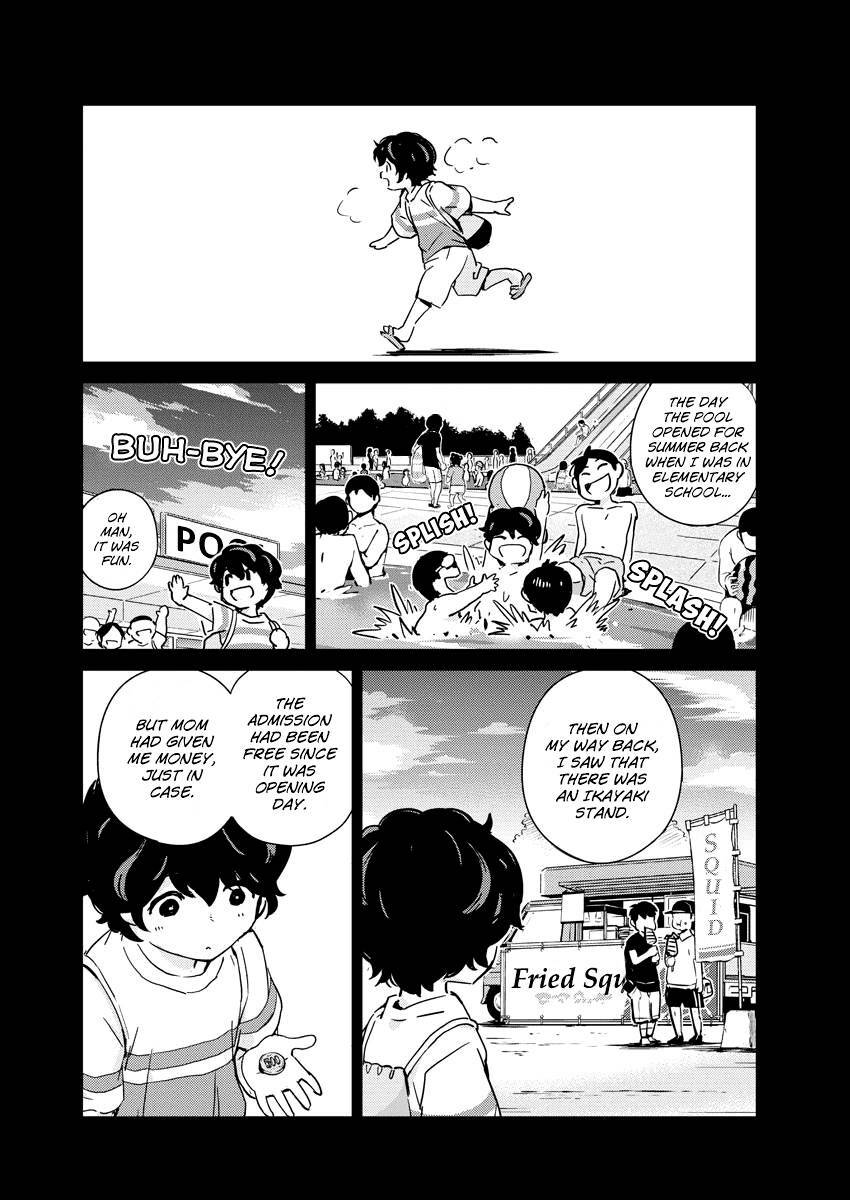 THE DAY
THE POOL
OPENED FOR
SUMMER BACK
WHEN I WAS IN
ELEMENTARY
SCHOOL...
SPLISH!
SPLASH!
BUH-BYE!
OH
MAN,
IT WAS
FUN.
POO
THEN ON
MY WAY BACK,
I SAW THAT
THERE WAS
AN IKAYAKI
STAND.
SQUID
Fried Squ
THE
ADMISSION
HAD BEEN
FREE SINCE
IT WAS
OPENING
DAY.
BUT MOM
HAD GIVEN
ME MONEY,
JUST IN
CASE.
500